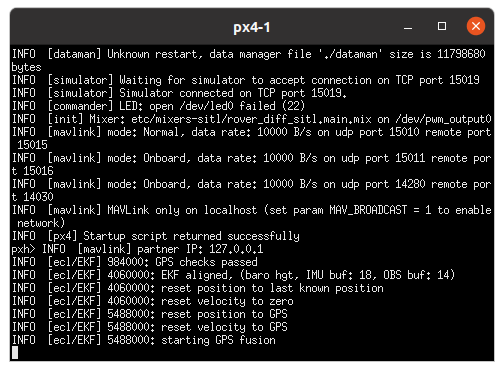 px4-1
INFO  [dataman] Unknown restart, data manager file './dataman' size is 11798680
bytes
INFO  [simulator] Waiting for simulator to accept connection on TCP port 15019
INFO  [simulator] Simulator connected on TCP port 15019.
INFO  [commander] LED: open /dev/led0 failed (22)
INFO  [init] Mixer: etc/mixers-sitl/rover_diff_sitl.main.mix on /dev/pwm_output0
INFO  [mavlink] mode: Normal, data rate: 10000 B/s on udp port 15010 remote port
 15015
INFO  [mavlink] mode: Onboard, data rate: 10000 B/s on udp port 15011 remote por
t 15016
INFO  [mavlink] mode: Onboard, data rate: 10000 B/s on udp port 14280 remote por
t 14030
INFO  [mavlink] MAVLink only on localhost (set param MAV_BROADCAST = 1 to enable
 network)
INFO  [px4] Startup script returned successfully
pxh> INFO  [mavlink] partner IP: 127.0.0.1
INFO  [ecl/EKF] 984000: GPS checks passed
INFO  [ecl/EKF] 4060000: EKF aligned, (baro hgt, IMU buf: 18, OBS buf: 14)
INFO  [ecl/EKF] 4060000: reset position to last known position
INFO  [ecl/EKF] 4060000: reset velocity to zero
INFO  [ecl/EKF] 5488000: reset position to GPS
INFO  [ecl/EKF] 5488000: reset velocity to GPS
INFO  [ecl/EKF] 5488000: starting GPS fusion